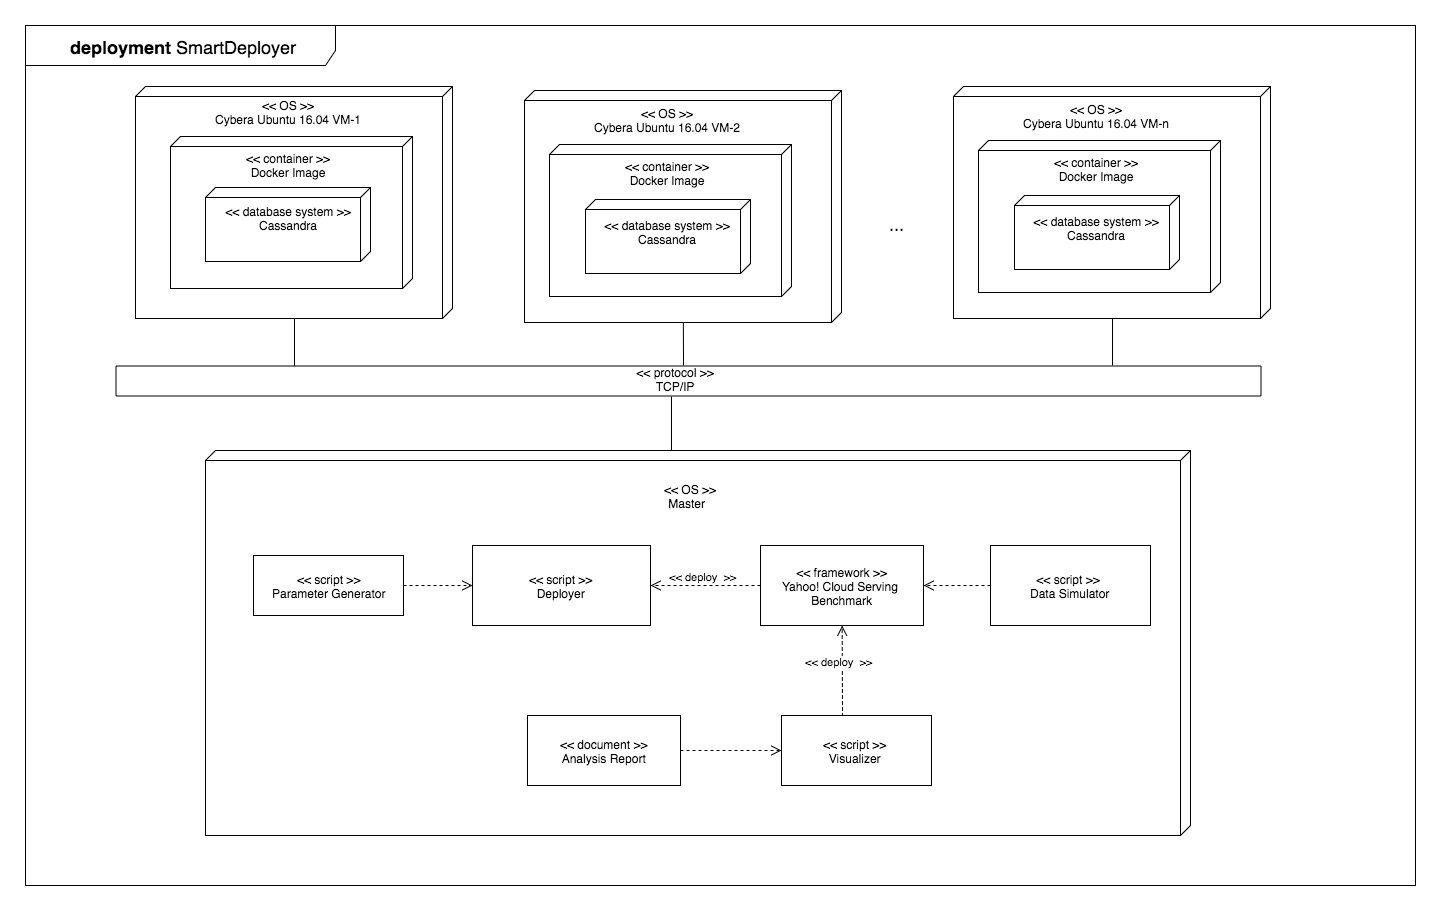 deployment SmartDeployer
<< OS >>
Cybera Ubuntu 16.04 VM-1
<< container >>
Docker Image
<< database system >>
Cassandra
<< OS >>
Cybera Ubuntu 16.04 VM-2
<< container >>
Docker Image
<< database system >>
Cassandra
...
<< OS >>
Cybera Ubuntu 16.04 VM-n
<< container >>
Docker Image
<< database system >>
Cassandra
<< protocol >>
TCP/IP
<< OS >>
Master
<< script >>
Parameter Generator
<< script >>
Deployer
<< deploy >>
<< framework >>
Yahoo! Cloud Serving
Benchmark
<< script >>
Data Simulator
<< deploy >>
<< document >>
Analysis Report
<< script >>
Visualizer